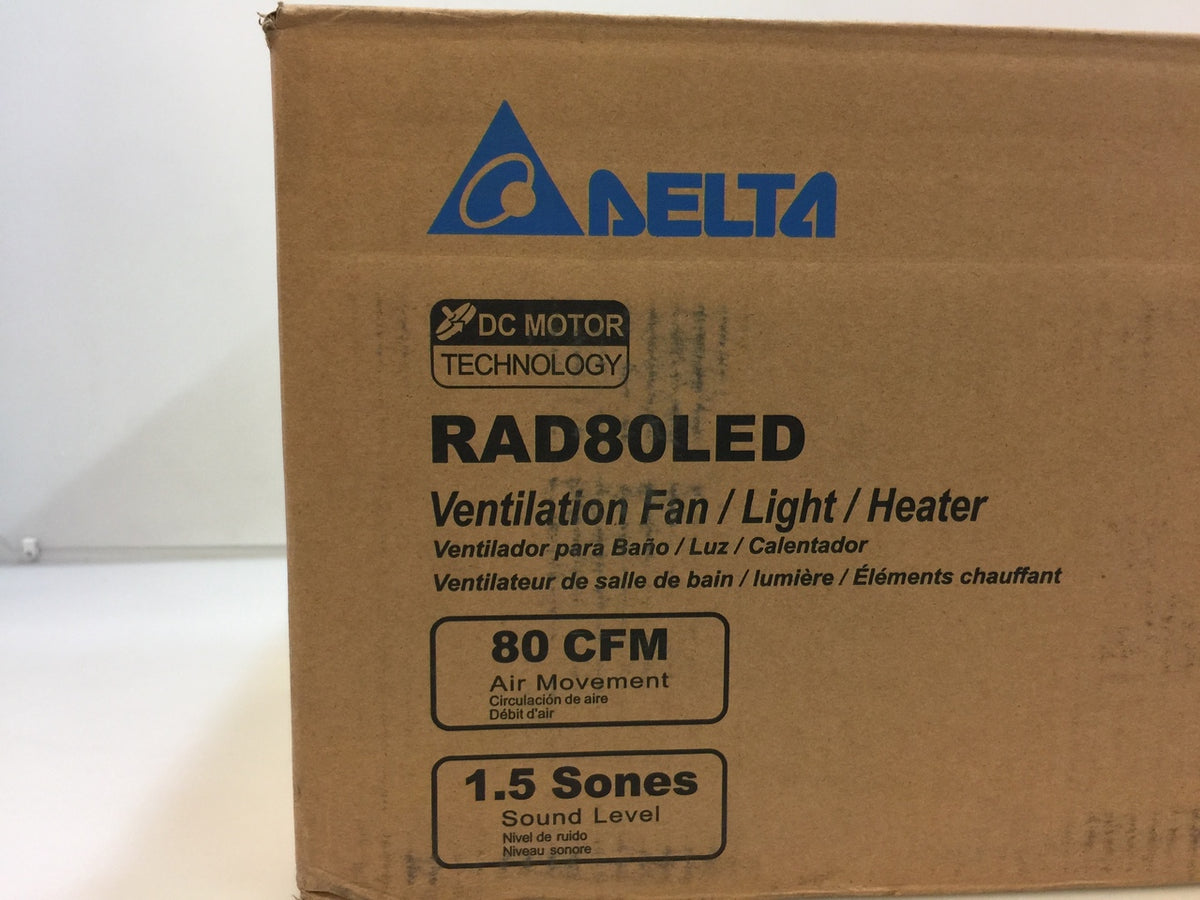 DELTA
DC MOTOR
TECHNOLOGY
RAD80LED
Ventilation Fan / Light / Heater
Ventilador para Baño / Luz / Calentador
Ventilateur de salle de bain / lumière / Éléments chauffant
80 CFM
Air Movement
Circulación de aire
Débit d'air
1.5 Sones
Sound Level
Nivel de ruido
Niveau sonore